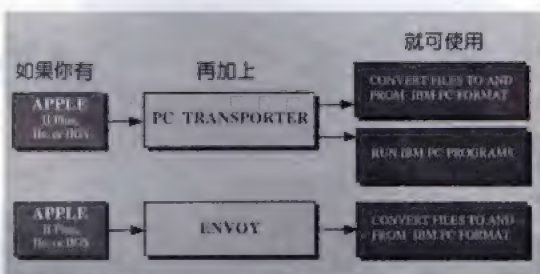 如果你有
再加上
就可使用
APPLE
II Plus,
IIe, or IIGS
PC TRANSPORTER
CONVERT FILES TO AND
FROM IBM PC FORMAT
RUN IBM PC PROGRAMS
APPLE
II Plus,
IIe, or IIGS
ENVOY
CONVERT FILES TO AND
FROM IBM PC FORMAT